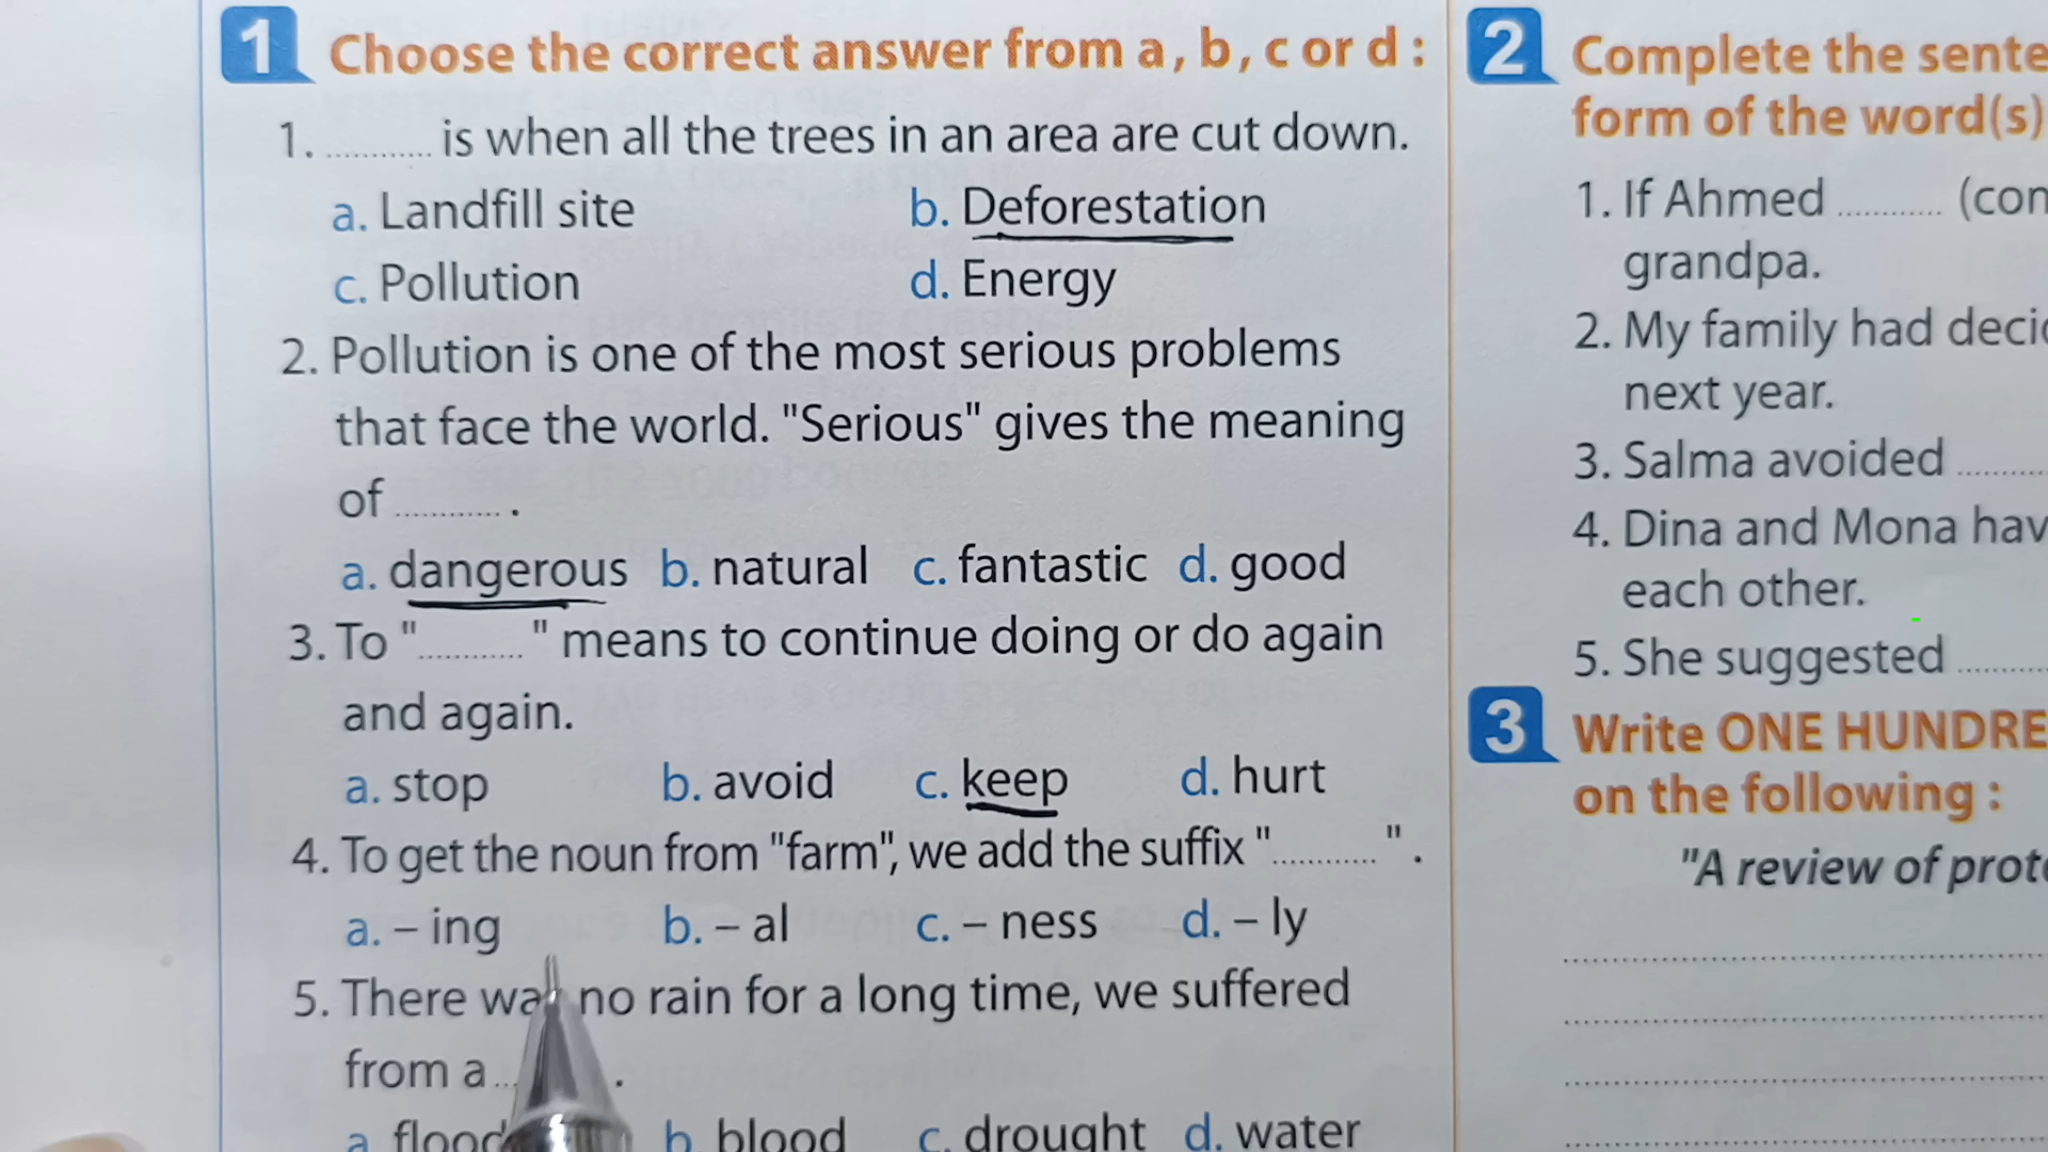 1 Choose the correct answer from a, b, c or d :
1. ............ is when all the trees in an area are cut down.
a. Landfill site b. Deforestation
c. Pollution d. Energy
2. Pollution is one of the most serious problems
that face the world. "Serious" gives the meaning
of ............ .
a. dangerous b. natural c. fantastic d. good
3. To "............ " means to continue doing or do again
and again.
a. stop b. avoid c. keep d. hurt
4. To get the noun from "farm", we add the suffix "............ " .
a. – ing b. – al c. – ness d. – ly
5. There was no rain for a long time, we suffered
from a ... .
a. flood b. blood c. drought d. water
2 Complete the sente
form of the word(s)
1. If Ahmed ............ (con
grandpa.
2. My family had decid
next year.
3. Salma avoided ..........
4. Dina and Mona hav
each other.
5. She suggested ..........
3 Write ONE HUNDRE
on the following :
"A review of prote